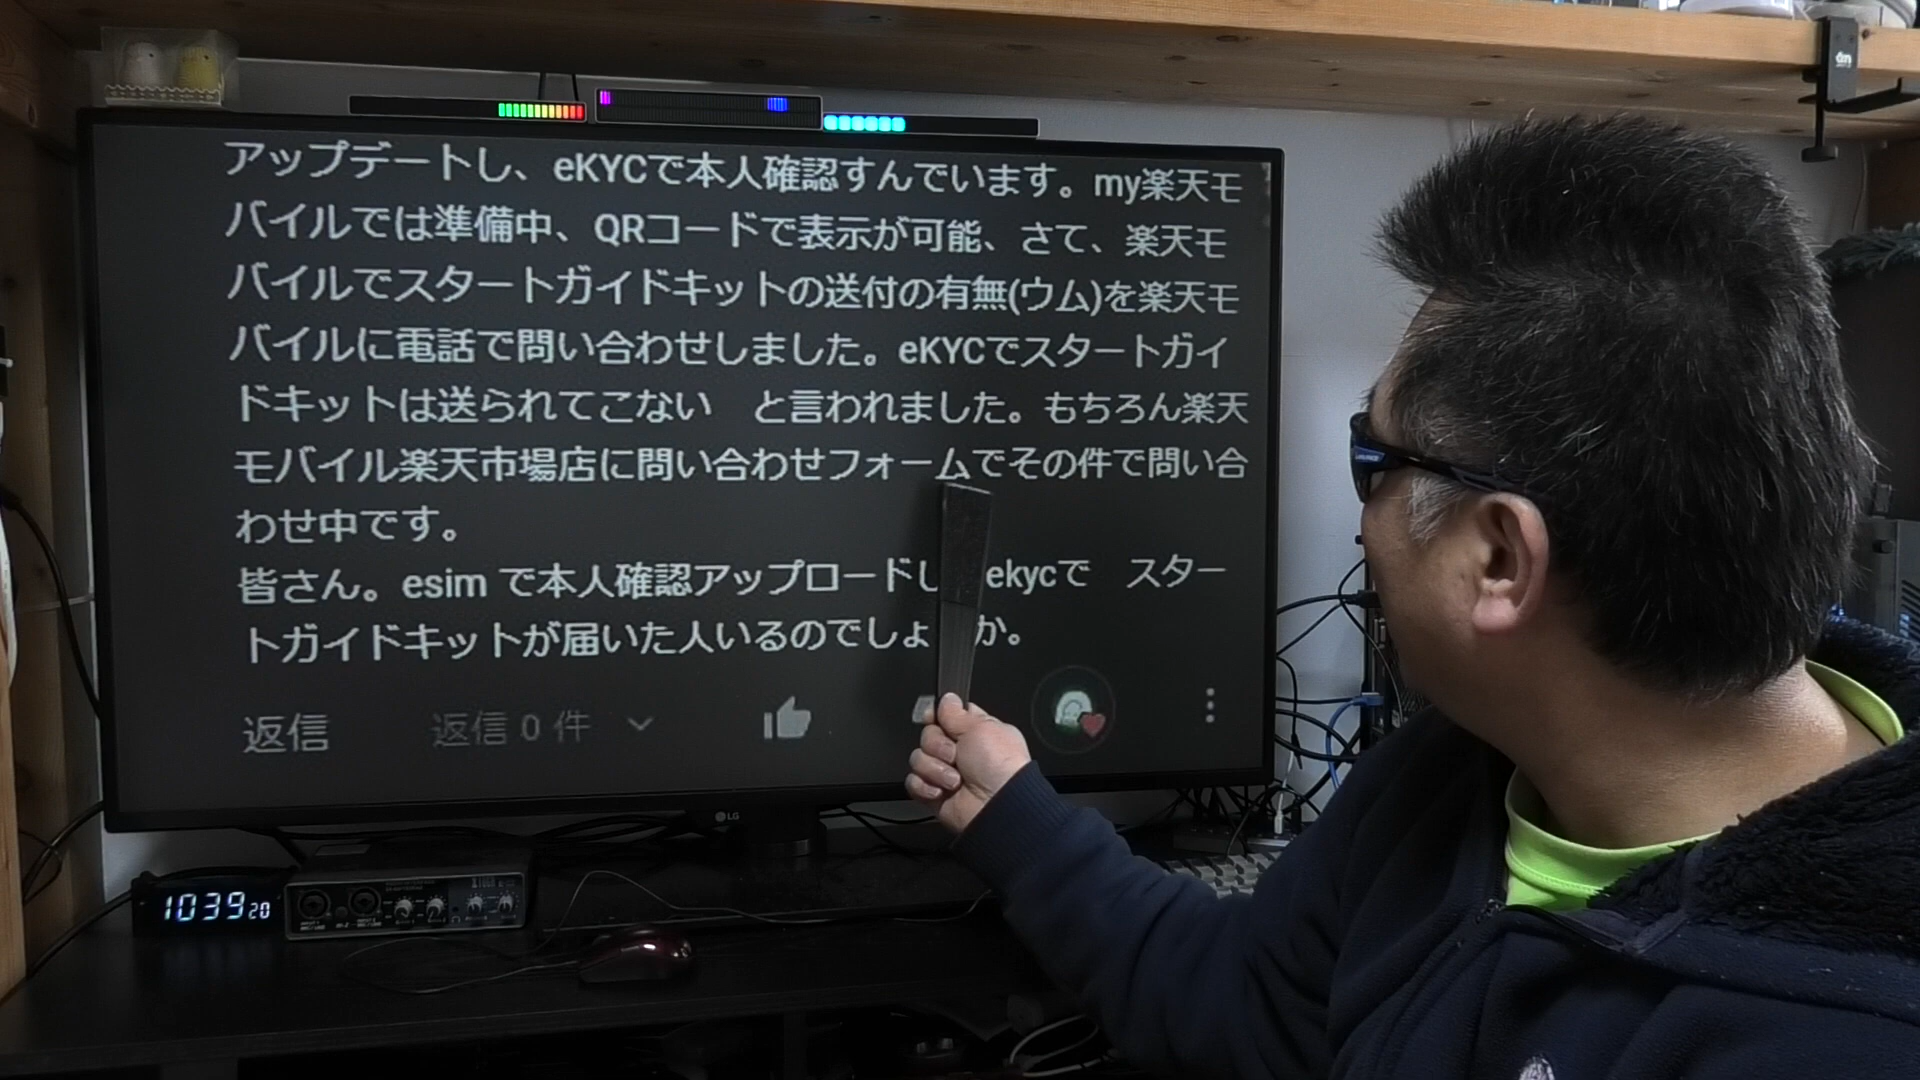 アップデートし、eKYCで本人確認すんでいます。my楽天モ
バイルでは準備中、QRコードで表示が可能、さて、楽天モ
バイルでスタートガイドキットの送付の有無(ウム)を楽天モ
バイルに電話で問い合わせしました。eKYCでスタートガイ
ドキットは送られてこない　と言われました。もちろん楽天
モバイル楽天市場店に問い合わせフォームでその件で問い合
わせ中です。
皆さん。esim で本人確認アップロードし ekycで　スター
トガイドキットが届いた人いるのでしょ か。
返信 返信 0 件
LG
103920